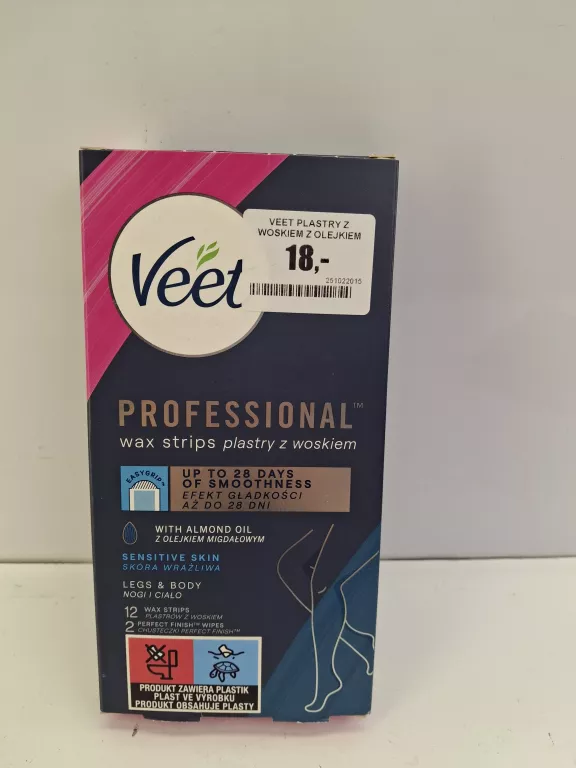 Veet
VEET PLASTRY Z
WOSKIEM Z OLEJKIEM
18,-
251022015
PROFESSIONAL™
wax strips plastry z woskiem
EASYGRIP™
UP TO 28 DAYS
OF SMOOTHNESS
EFEKT GŁADKOŚCI
AŻ DO 28 DNI
WITH ALMOND OIL
Z OLEJKIEM MIGDAŁOWYM
SENSITIVE SKIN
SKÓRA WRAŻLIWA
LEGS & BODY
NOGI I CIAŁO
12 WAX STRIPS
PLASTRÓW Z WOSKIEM
2 PERFECT FINISH™ WIPES
CHUSTECZKI PERFECT FINISH™
PRODUKT ZAWIERA PLASTIK
PLAST VE VÝROBKU
PRODUKT OBSAHUJE PLASTY